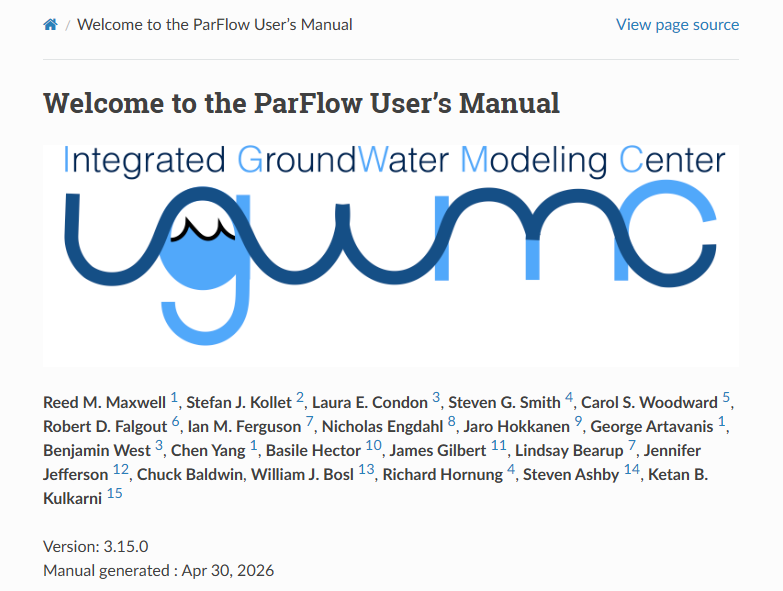 / Welcome to the ParFlow User’s Manual View page source
Welcome to the ParFlow User’s Manual
Integrated GroundWater Modeling Center
igwmc
Reed M. Maxwell 1, Stefan J. Kollet 2, Laura E. Condon 3, Steven G. Smith 4, Carol S. Woodward 5,
Robert D. Falgout 6, Ian M. Ferguson 7, Nicholas Engdahl 8, Jaro Hokkanen 9, George Artavanis 1,
Benjamin West 3, Chen Yang 1, Basile Hector 10, James Gilbert 11, Lindsay Bearup 7, Jennifer
Jefferson 12, Chuck Baldwin, William J. Bosl 13, Richard Hornung 4, Steven Ashby 14, Ketan B.
Kulkarni 15
Version: 3.15.0
Manual generated : Apr 30, 2026